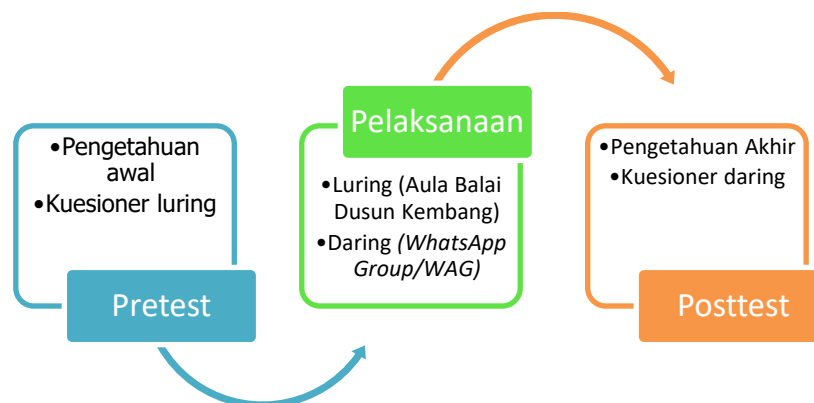 •Pengetahuan
awal
•Kuesioner luring
Pretest
Pelaksanaan
•Luring (Aula Balai
Dusun Kembang)
•Daring (WhatsApp
Group/WAG)
•Pengetahuan Akhir
•Kuesioner daring
Posttest